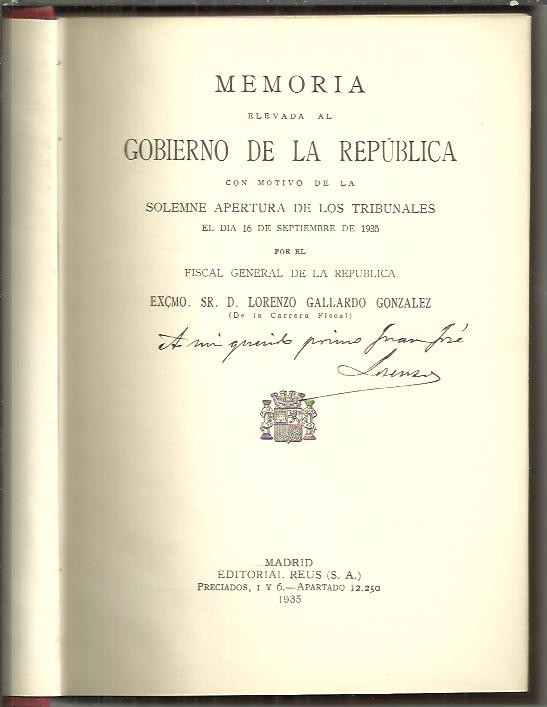 MEMORIA
ELEVADA AL
GOBIERNO DE LA REPÚBLICA
CON MOTIVO DE LA
SOLEMNE APERTURA DE LOS TRIBUNALES
EL DIA 16 DE SEPTIEMBRE DE 1935
POR EL
FISCAL GENERAL DE LA REPUBLICA
EXCMO. SR. D. LORENZO GALLARDO GONZALEZ
(De la Carrera Fiscal)
A mi querido primo Juan José
Lorenzo
MADRID
EDITORIAL REUS (S. A.)
PRECIADOS, 1 Y 6.—APARTADO 12.250
1935